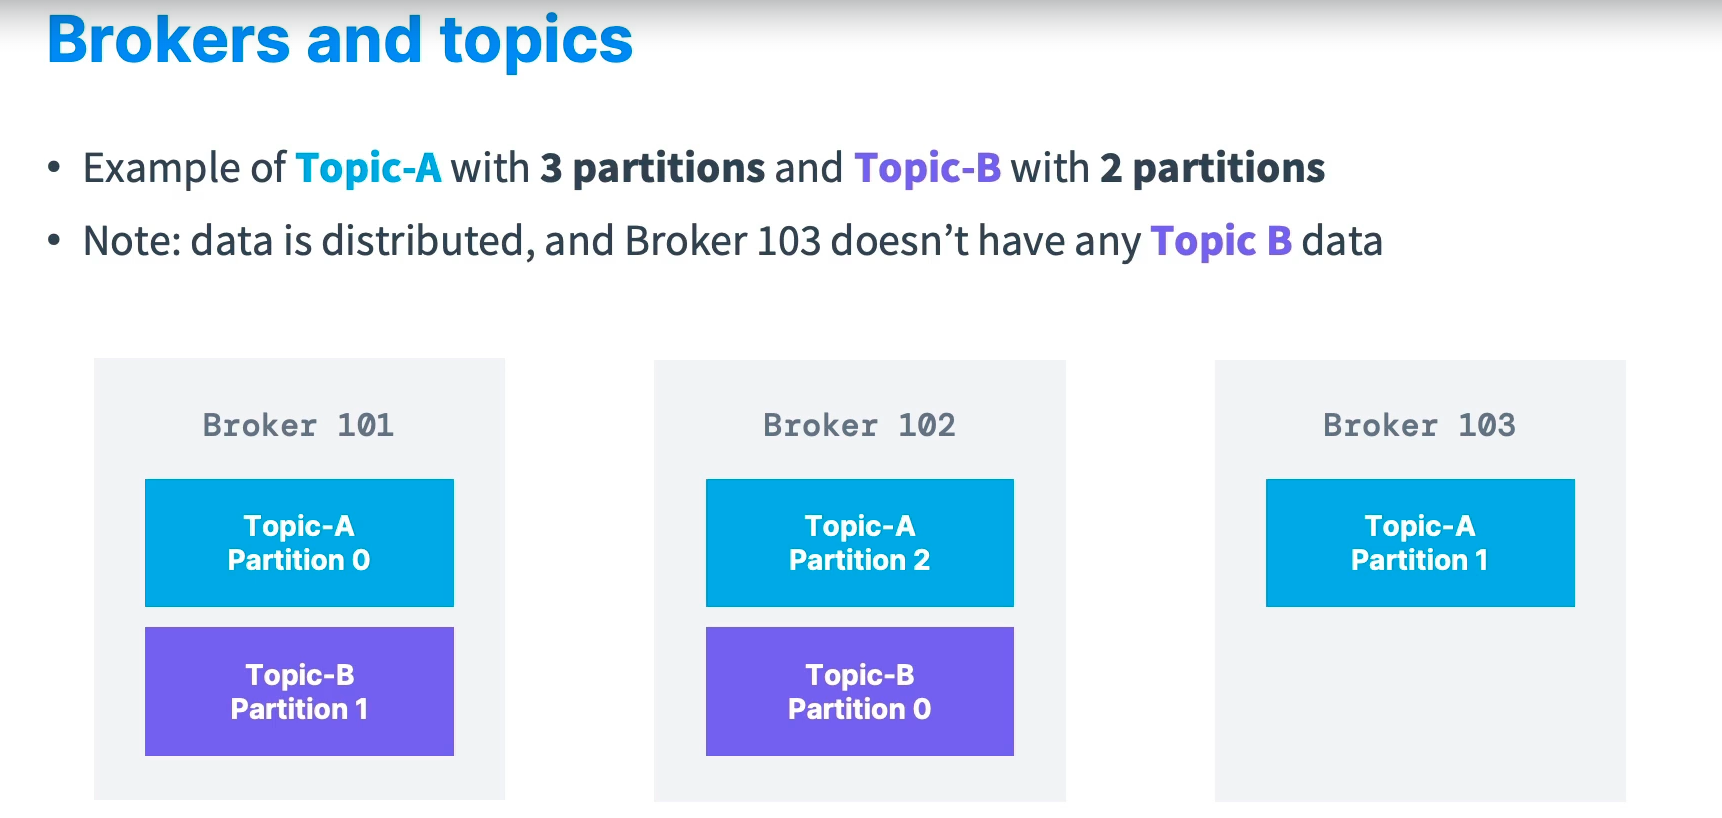 Brokers and topics
• Example of Topic-A with 3 partitions and Topic-B with 2 partitions
• Note: data is distributed, and Broker 103 doesn’t have any Topic B data
Broker 101
Topic-A
Partition 0
Topic-B
Partition 1
Broker 102
Topic-A
Partition 2
Topic-B
Partition 0
Broker 103
Topic-A
Partition 1